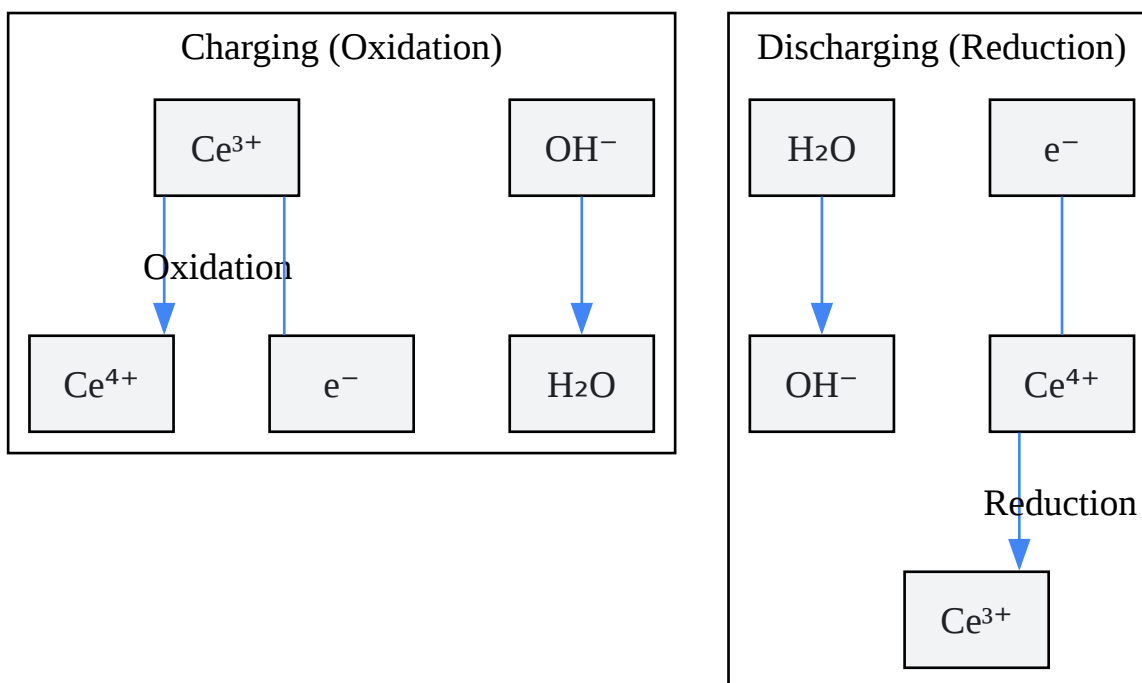 Charging (Oxidation)
Ce³⁺
OH⁻
Oxidation
Ce⁴⁺
e⁻
H₂O
Discharging (Reduction)
H₂O
e⁻
OH⁻
Ce⁴⁺
Reduction
Ce³⁺